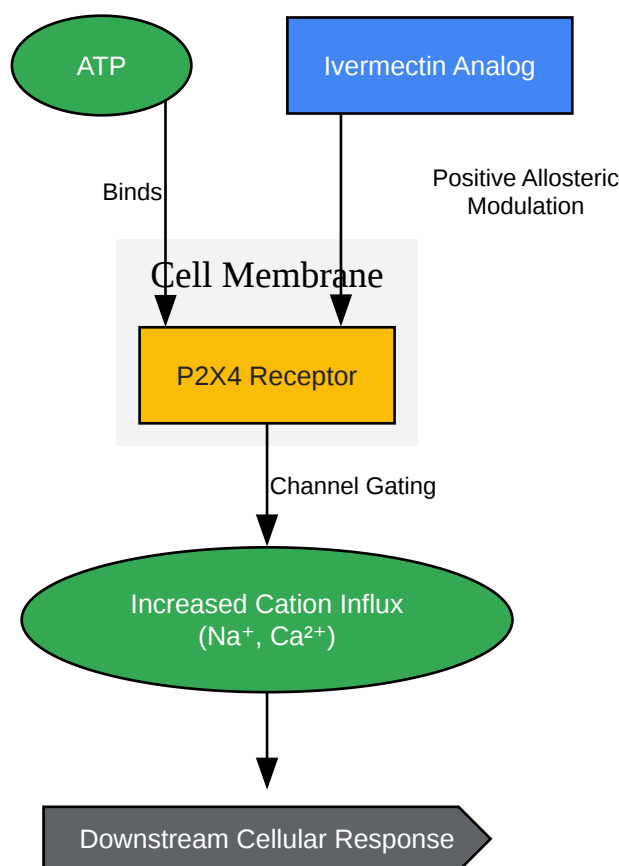 ATP
Ivermectin Analog
Binds
Positive Allosteric
Modulation
Cell Membrane
P2X4 Receptor
Channel Gating
Increased Cation Influx
(Na⁺, Ca²⁺)
Downstream Cellular Response